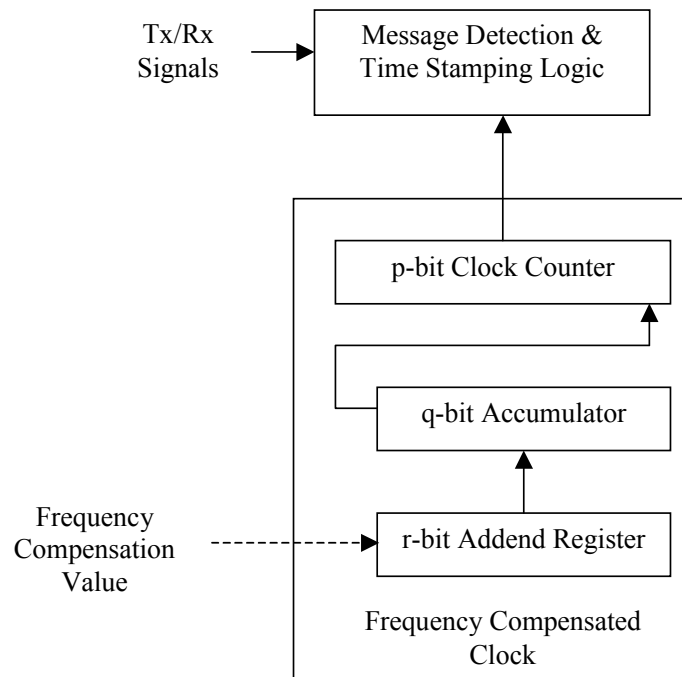 Tx/Rx
Signals
Message Detection &
Time Stamping Logic
p-bit Clock Counter
q-bit Accumulator
Frequency
Compensation
Value
r-bit Addend Register
Frequency Compensated
Clock